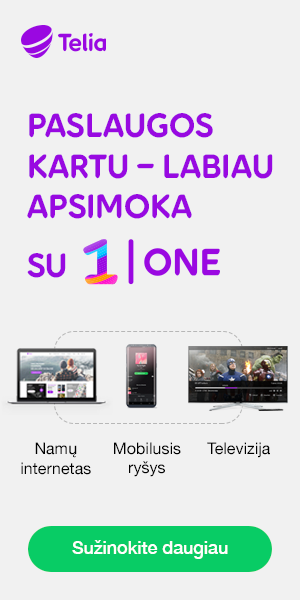 Telia
PASLAUGOS
KARTU – LABIAU
APSIMOKA
SU 1 | ONE
Namų
internetas
Mobilusis
ryšys
Televizija
Sužinokite daugiau